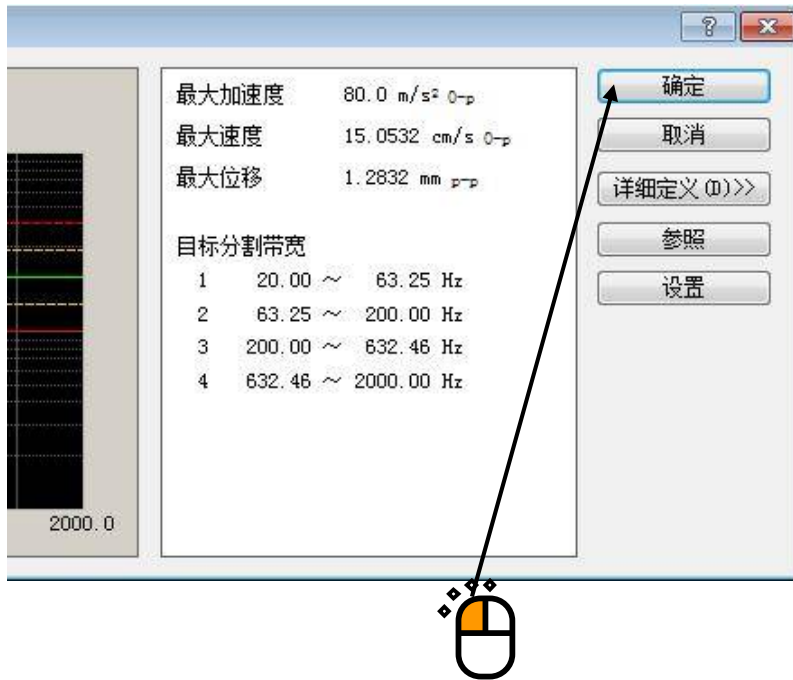 ?
最大加速度 80.0 m/s² 0-p
最大速度 15.0532 cm/s 0-p
最大位移 1.2832 mm p-p
目标分割带宽
1 20.00 ～ 63.25 Hz
2 63.25 ～ 200.00 Hz
3 200.00 ～ 632.46 Hz
4 632.46 ～ 2000.00 Hz
2000.0
确定
取消
详细定义(D)>>
参照
设置